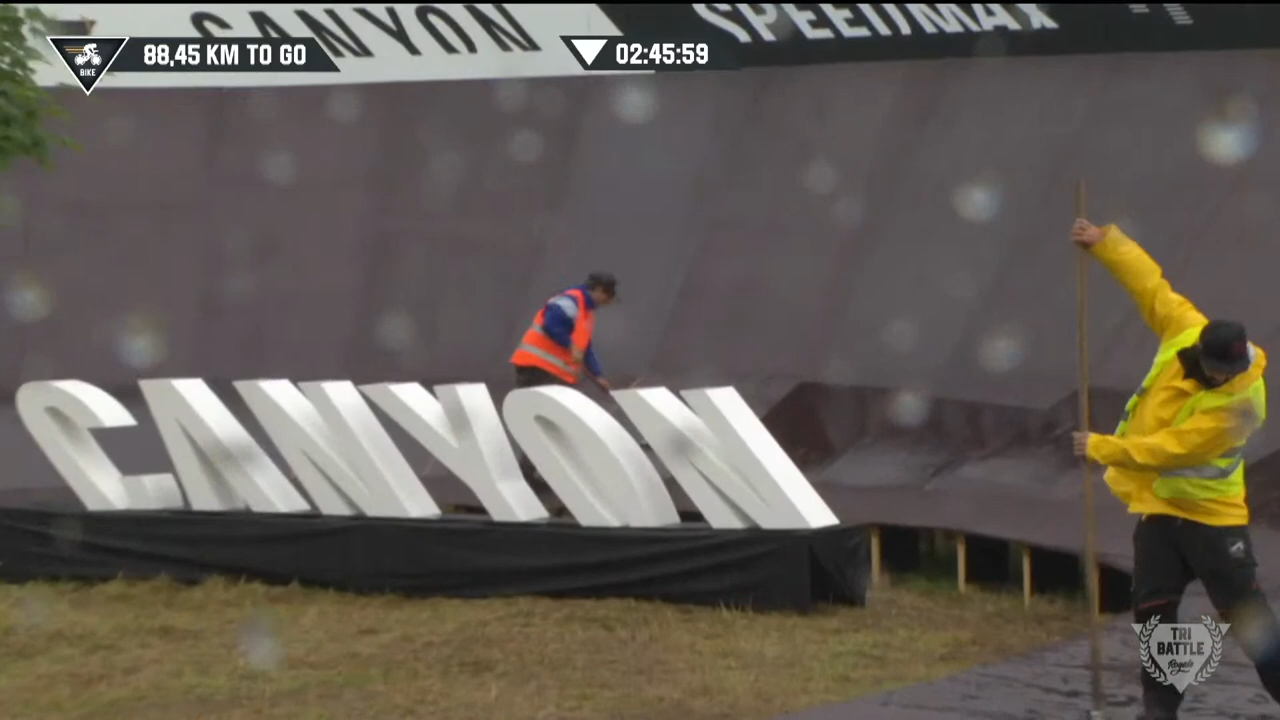 CANYON
SPEEDMAX
88,45 KM TO GO
02:45:59
BIKE
CANYON
TRI
BATTLE
Royale